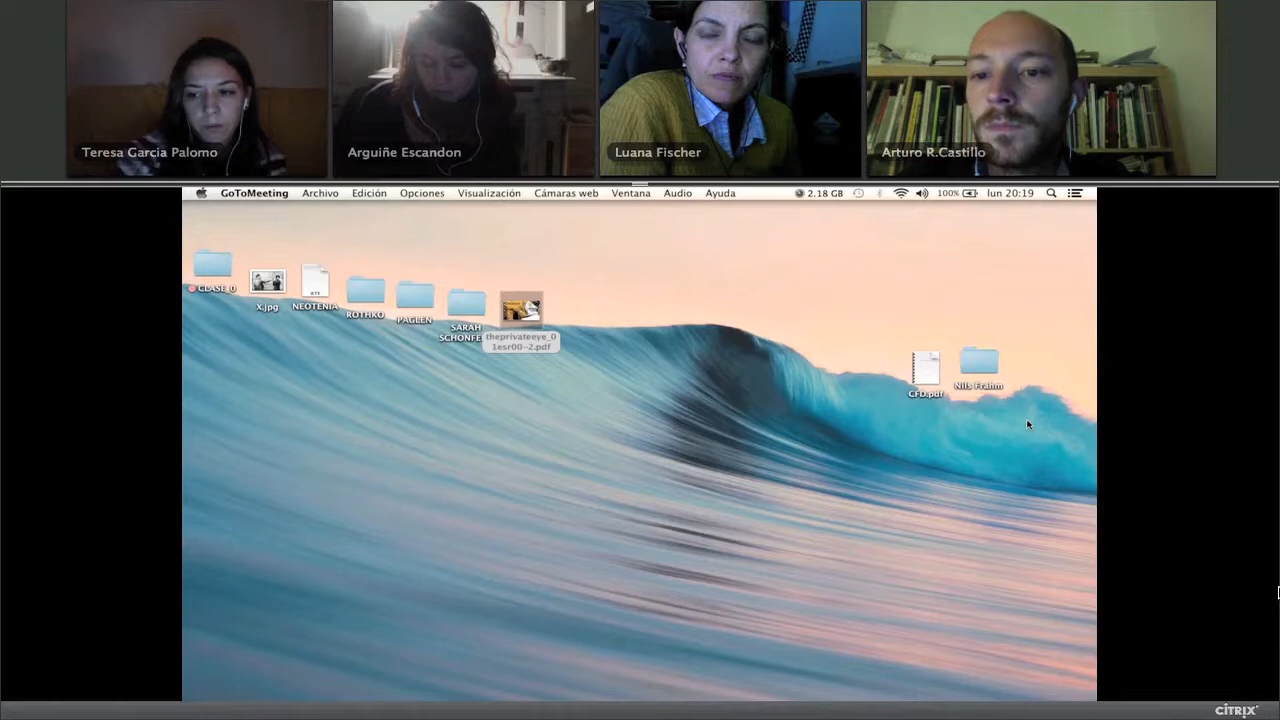 Teresa Garcia Palomo
Arguiñe Escandon
Luana Fischer
Arturo R.Castillo
GoToMeeting Archivo Edición Opciones Visualización Cámaras web Ventana Audio Ayuda 2.18 GB 100% lun 20:19
CLASE_0
X.jpg
NEOTENIA
ROTHKO
PAGLEN
SARAH
SCHONFE
theprivateeye_0
1esr00-2.pdf
CFD.pdf
Nils Frahm
CITRIX